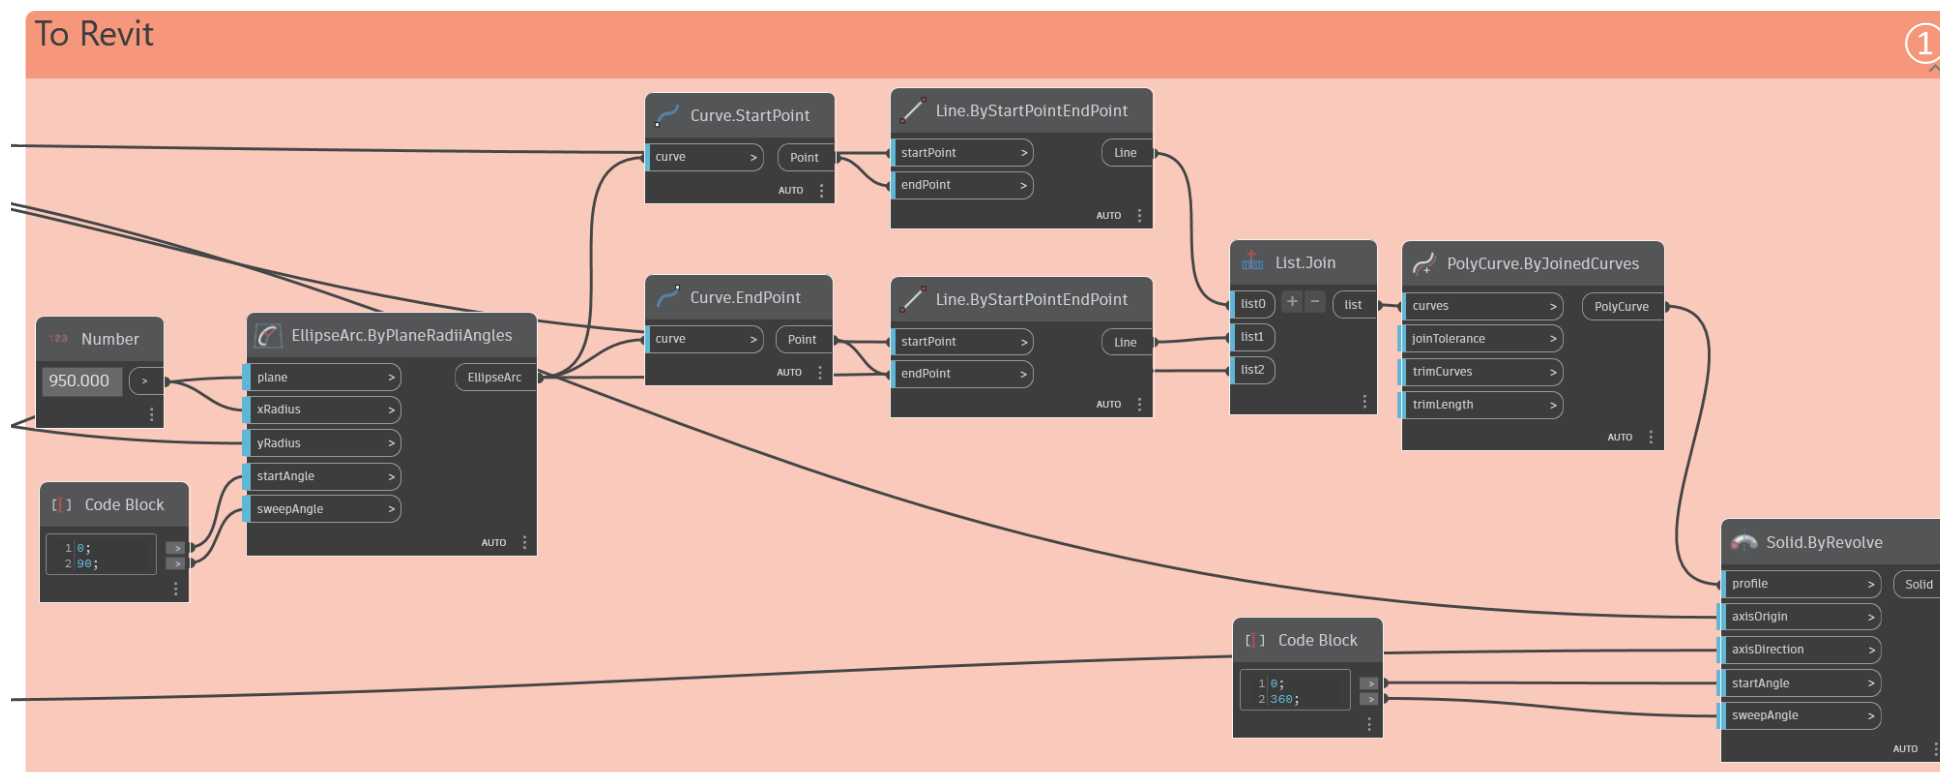 To Revit
1
Curve.StartPoint
curve > Point
AUTO
Line.ByStartPointEndPoint
startPoint > Line
endPoint >
AUTO
Curve.EndPoint
curve > Point
AUTO
Line.ByStartPointEndPoint
startPoint > Line
endPoint >
AUTO
List.Join
list0 + - list
list1
list2
PolyCurve.ByJoinedCurves
curves > PolyCurve
joinTolerance >
trimCurves >
trimLength >
AUTO
123 Number
950.000 >
EllipseArc.ByPlaneRadiiAngles
plane > EllipseArc
xRadius >
yRadius >
startAngle >
sweepAngle >
AUTO
[|] Code Block
1 0; >
2 90; >
[|] Code Block
1 0; >
2 360; >
Solid.ByRevolve
profile > Solid
axisOrigin >
axisDirection >
startAngle >
sweepAngle >
AUTO